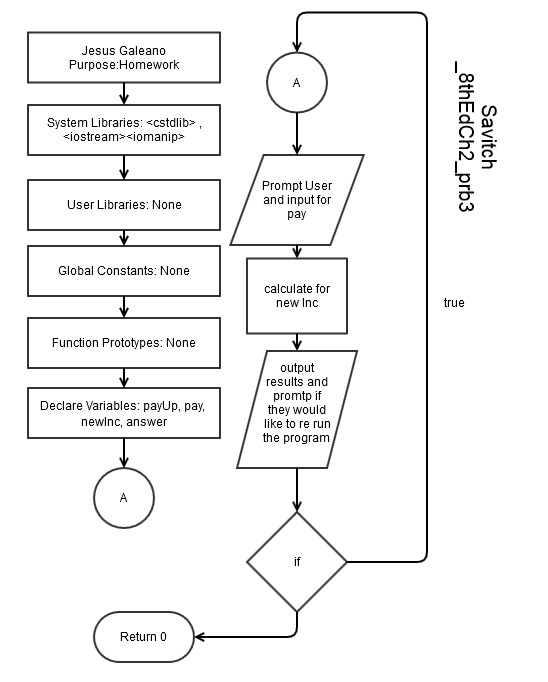 Jesus Galeano
Purpose:Homework
System Libraries: <cstdlib> ,
<iostream><iomanip>
User Libraries: None
Global Constants: None
Function Prototypes: None
Declare Variables: payUp, pay,
newInc, answer
A
A
Prompt User
and input for
pay
calculate for
new Inc
output
results and
promtp if
they would
like to re run
the program
if
Return 0
true
Savitch
_8thEdCh2_prb3